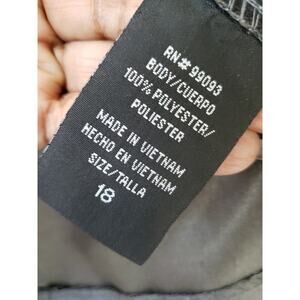 RN# 99093
BODY/CUERPO
100% POLYESTER/
POLIESTER
MADE IN VIETNAM
HECHO EN VIETNAM
SIZE/TALLA
18